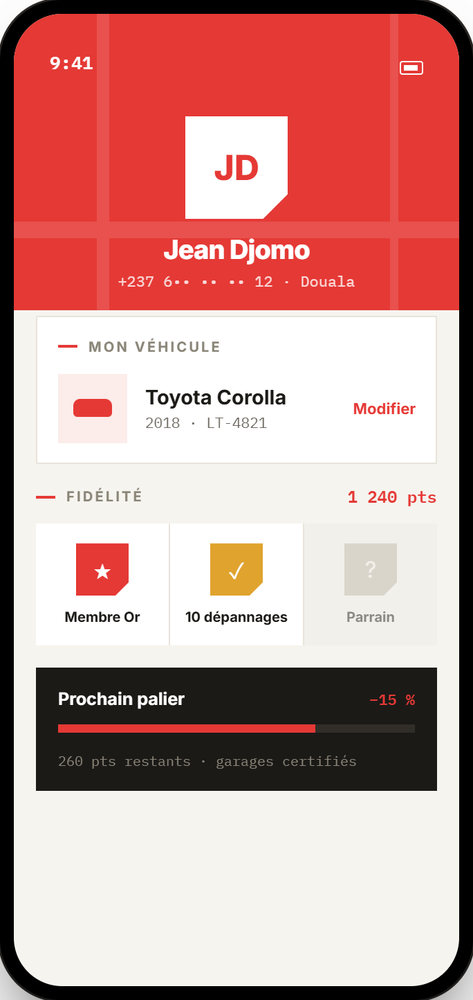 9:41
JD
Jean Djomo
+237 6•• •• •• 12 · Douala
MON VÉHICULE
Toyota Corolla
2018 · LT-4821
Modifier
FIDÉLITÉ
1 240 pts
★
✓
?
Membre Or
10 dépannages
Parrain
Prochain palier
−15 %
260 pts restants · garages certifiés